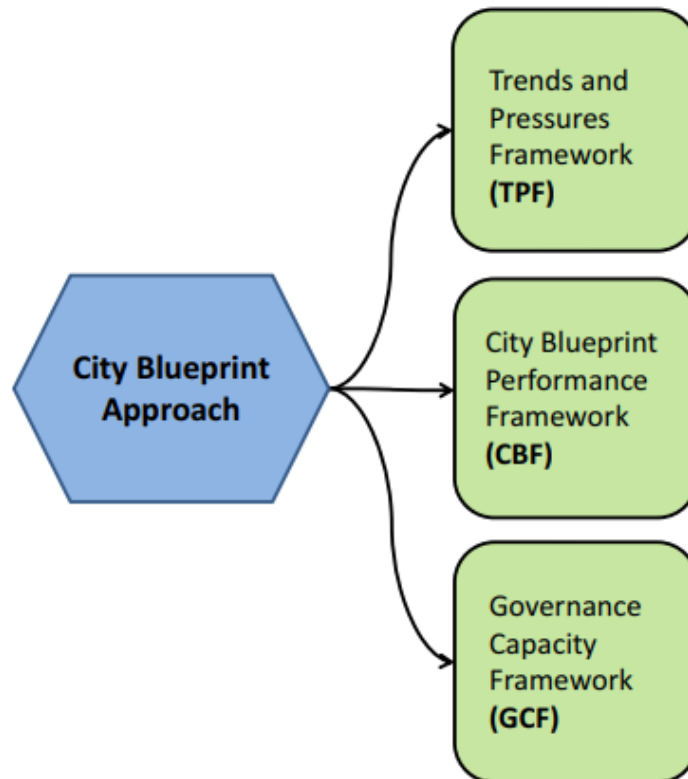 Trends and
Pressures
Framework
(TPF)
City Blueprint
Approach
City Blueprint
Performance
Framework
(CBF)
Governance
Capacity
Framework
(GCF)